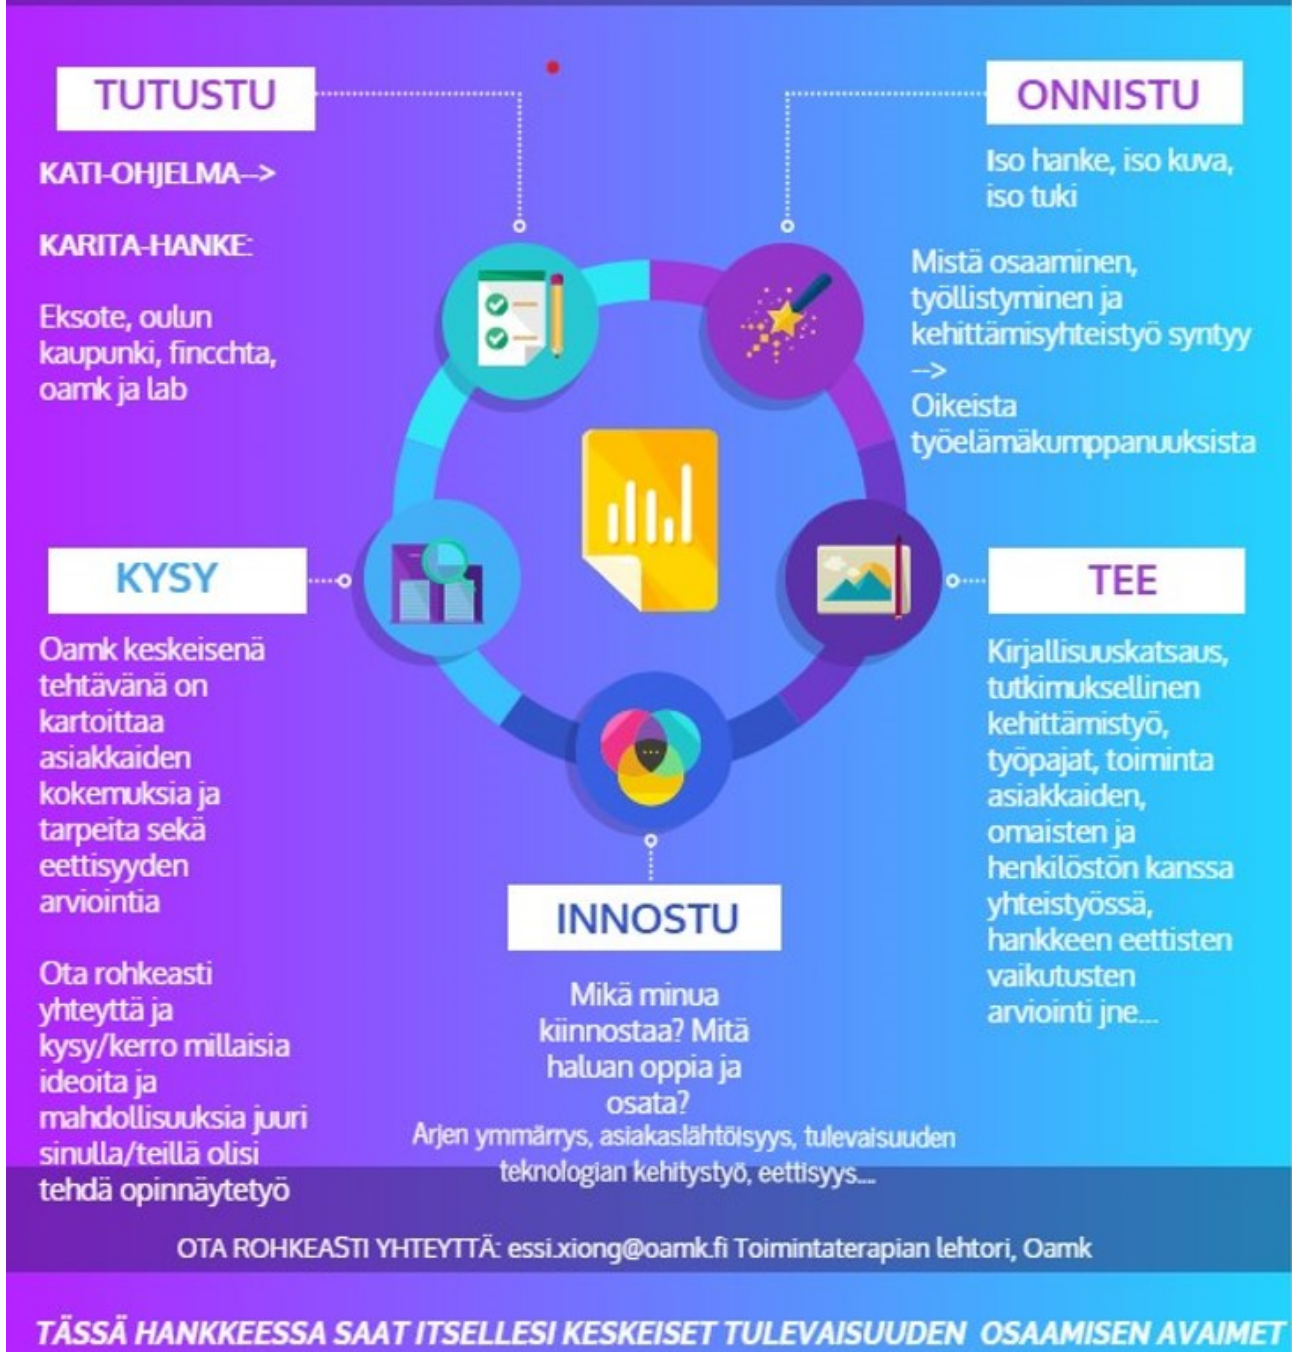 TUTUSTU
KATI-OHJELMA-->
KARITA-HANKE:
Eksote, oulun
kaupunki, fincchta,
oamk ja lab
ONNISTU
Iso hanke, iso kuva,
iso tuki
Mistä osaaminen,
työllistyminen ja
kehittämisyhteistyö syntyy
-->
Oikeista
työelämäkumppanuuksista
KYSY
Oamk keskeisenä
tehtävänä on
kartoittaa
asiakkaiden
kokemuksia ja
tarpeita sekä
eettisyyden
arviointia
Ota rohkeasti
yhteyttä ja
kysy/kerro millaisia
ideoita ja
mahdollisuuksia juuri
sinulla/teillä olisi
tehdä opinnäytetyö
INNOSTU
Mikä minua
kiinnostaa? Mitä
haluan oppia ja
osata?
Arjen ymmärrys, asiakaslähtöisyys, tulevaisuuden
teknologian kehitystyö, eettisyys....
TEE
Kirjallisuuskatsaus,
tutkimuksellinen
kehittämistyö,
työpajat, toiminta
asiakkaiden,
omaisten ja
henkilöstön kanssa
yhteistyössä,
hankkeen eettisten
vaikutusten
arviointi jne...
OTA ROHKEASTI YHTEYTTÄ: essi.xiong@oamk.fi Toimintaterapian lehtori, Oamk
TÄSSÄ HANKKEESSA SAAT ITSELLESI KESKEISET TULEVAISUUDEN OSAAMISEN AVAIMET